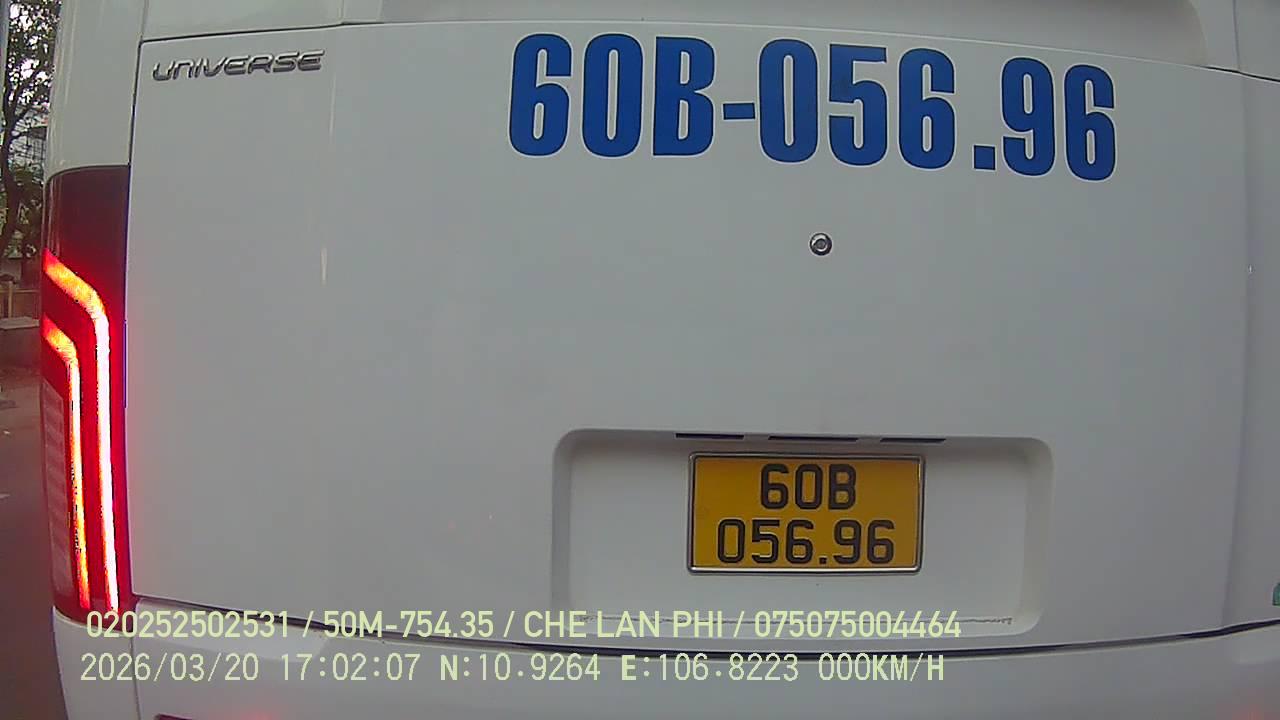 UNIVERSE
60B-056.96
60B
056.96
020252502531 / 50M-754.35 / CHE LAN PHI / 075075004464
2026/03/20 17:02:07 N:10.9264 E:106.8223 000KM/H